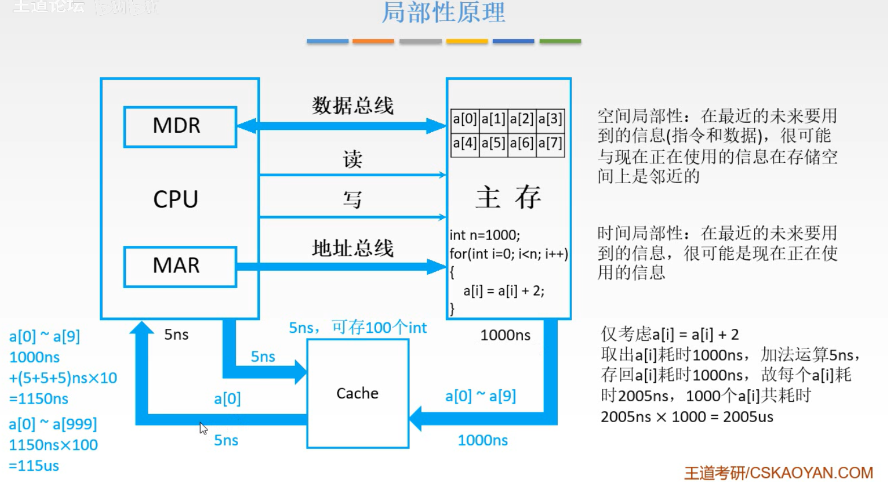 王道论坛
局部性原理
MDR
CPU
MAR
数据总线
读
写
地址总线
a[0] a[1] a[2] a[3]
a[4] a[5] a[6] a[7]
主 存
int n=1000;
for(int i=0; i<n; i++)
{
a[i] = a[i] + 2;
}
空间局部性：在最近的未来要用
到的信息(指令和数据)，很可能
与现在正在使用的信息在存储空
间上是邻近的
时间局部性：在最近的未来要用
到的信息，很可能是现在正在使
用的信息
a[0] ~ a[9]
1000ns
+(5+5+5)ns×10
=1150ns
a[0] ~ a[999]
1150ns×100
=115us
5ns
5ns
5ns，可存100个int
Cache
a[0]
5ns
1000ns
a[0] ~ a[9]
1000ns
仅考虑a[i] = a[i] + 2
取出a[i]耗时1000ns，加法运算5ns，
存回a[i]耗时1000ns，故每个a[i]耗
时2005ns，1000个a[i]共耗时
2005ns × 1000 = 2005us
王道考研/CSKAOYAN.COM